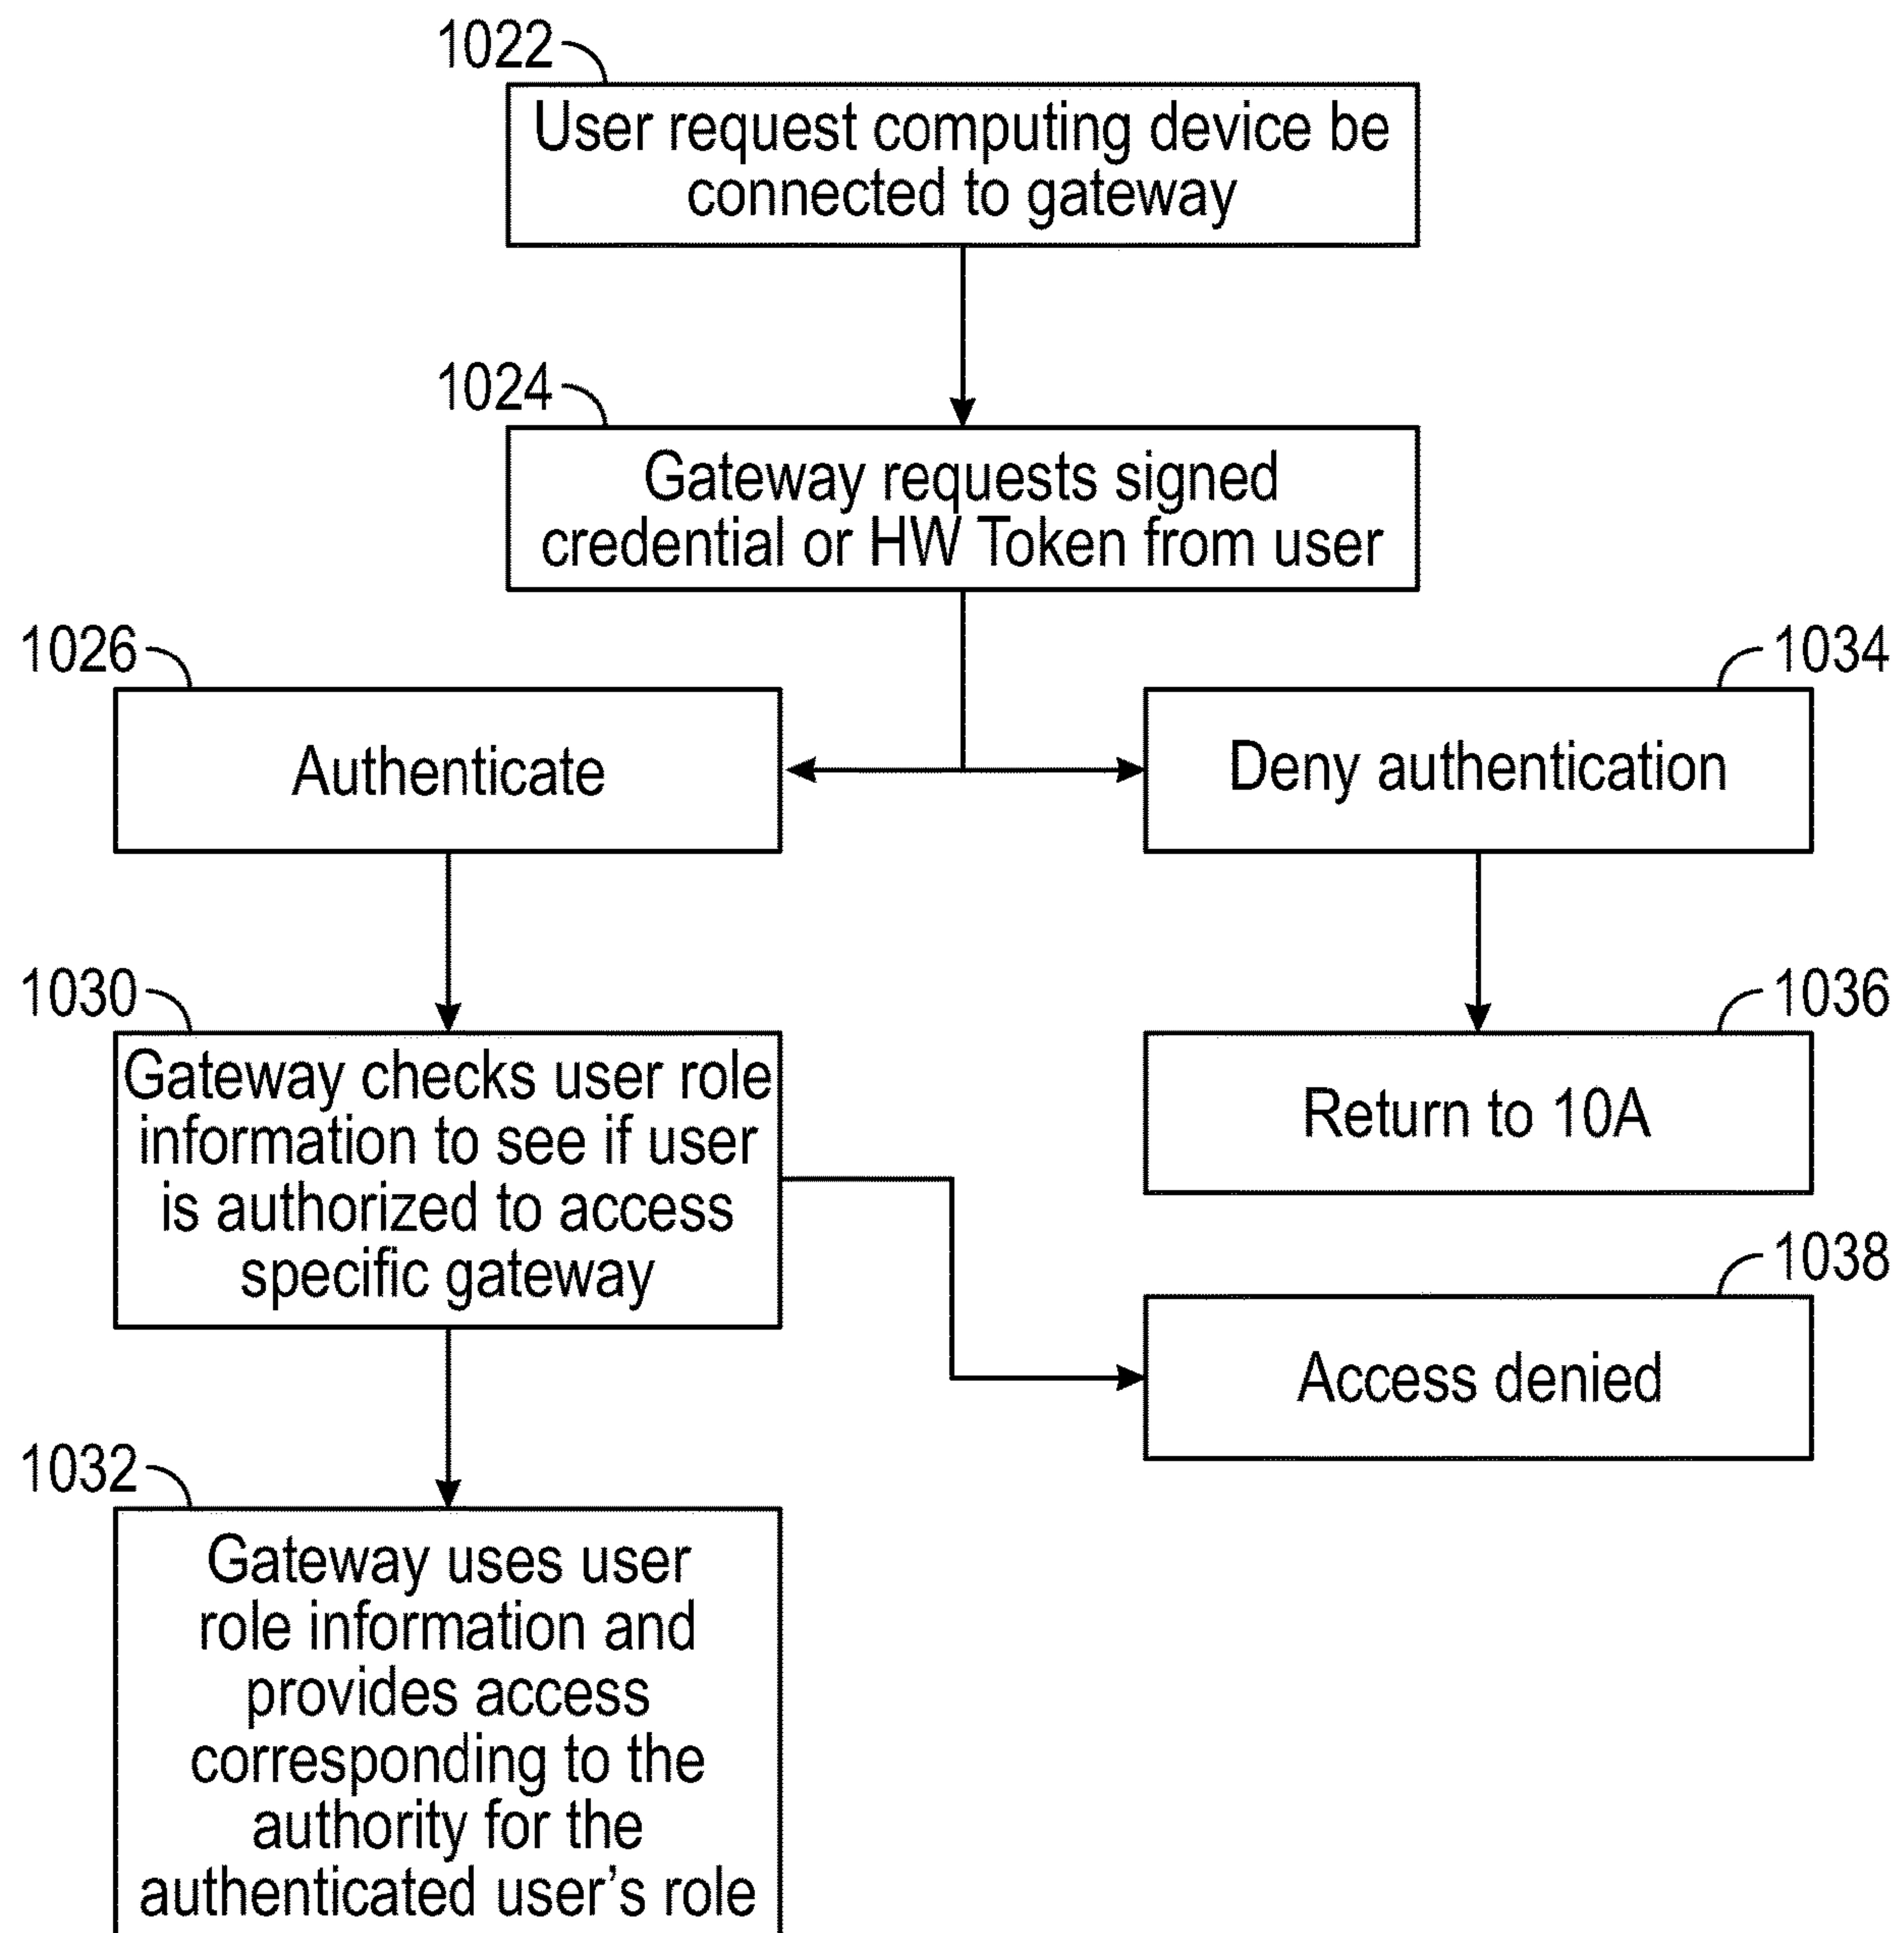 1022
User request computing device be
connected to gateway
1024
Gateway requests signed
credential or HW Token from user
1026
Authenticate
1034
Deny authentication
1030
Gateway checks user role
information to see if user
is authorized to access
specific gateway
1036
Return to 10A
1038
Access denied
1032
Gateway uses user
role information and
provides access
corresponding to the
authority for the
authenticated user's role